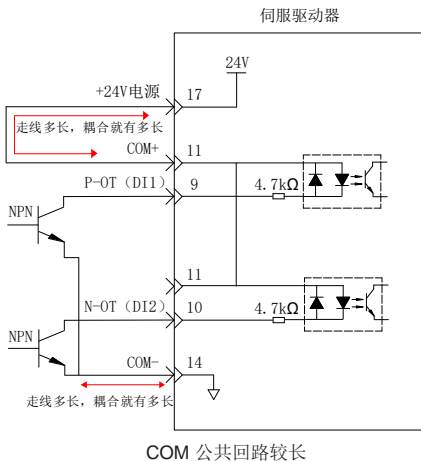 伺服驱动器
24V
+24V电源
17
走线多长，耦合就有多长
COM+
11
P-OT（DI1）
9
4.7kΩ
NPN
11
N-OT（DI2）
10
4.7kΩ
NPN
COM-
14
走线多长，耦合就有多长
COM 公共回路较长